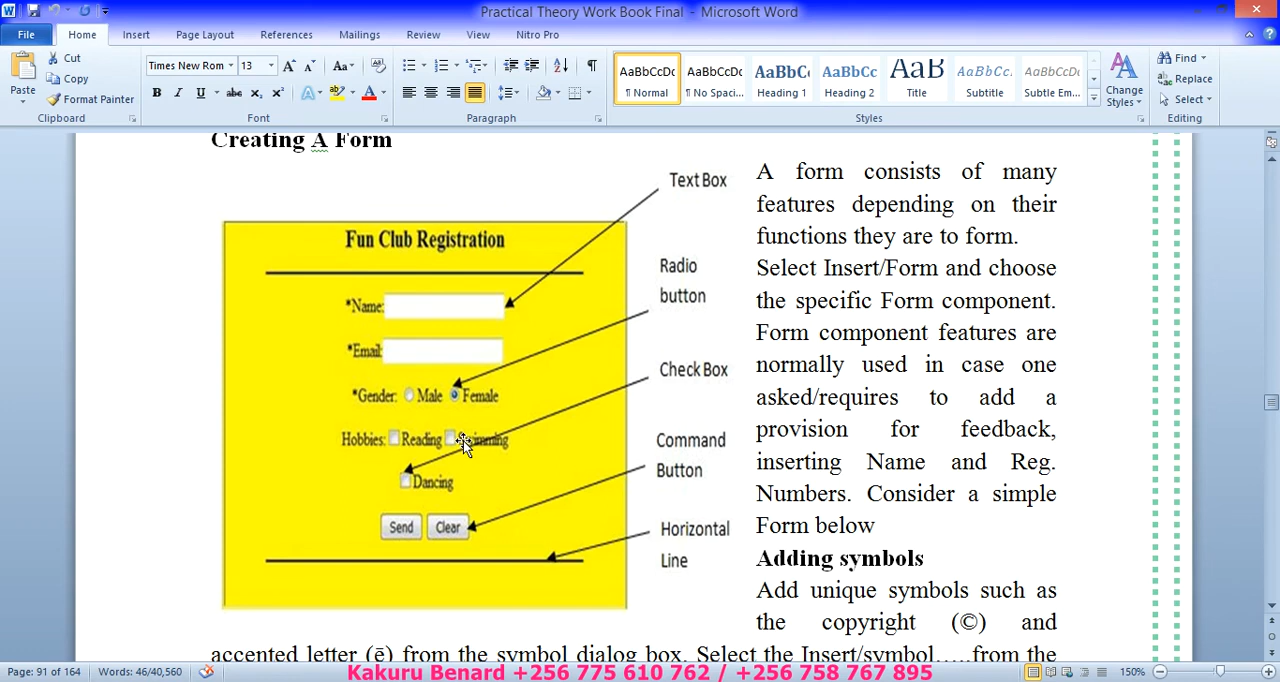 Practical Theory Work Book Final - Microsoft Word
File Home Insert Page Layout References Mailings Review View Nitro Pro
Paste
Cut
Copy
Format Painter
Clipboard
Times New Rom 13
Font
Paragraph
AaBbCcDc AaBbCcDc AaBbCc AaBbCc AaB AaBbCc. AaBbCcDc
¶ Normal ¶ No Spaci... Heading 1 Heading 2 Title Subtitle Subtle Em...
Styles
Change
Styles
Find
Replace
Select
Editing
Creating A Form
Fun Club Registration
*Name:
*Email:
*Gender: Male Female
Hobbies: Reading
Dancing
Send Clear
Text Box
Radio
button
Check Box
Command
Button
Horizontal
Line
A form consists of many
features depending on their
functions they are to form.
Select Insert/Form and choose
the specific Form component.
Form component features are
normally used in case one
asked/requires to add a
provision for feedback,
inserting Name and Reg.
Numbers. Consider a simple
Form below
Adding symbols
Add unique symbols such as
the copyright (©) and
accented letter (ē) from the symbol dialog box. Select the Insert/symbol…..from the
Page: 91 of 164 Words: 46/40,560
Kakuru Benard +256 775 610 762 / +256 758 767 895
150%